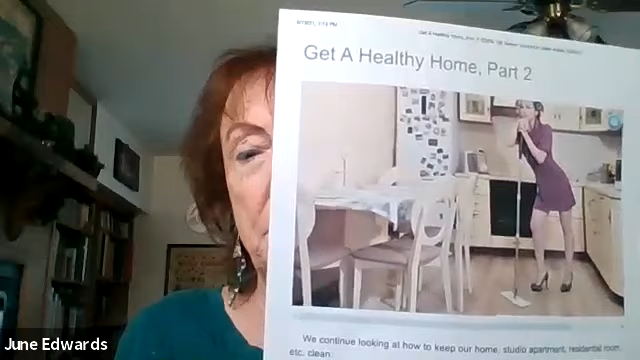 Get A Healthy Home, Part 2
We continue looking at how to keep our home, studio apartment, residential room,
etc. clean.
June Edwards